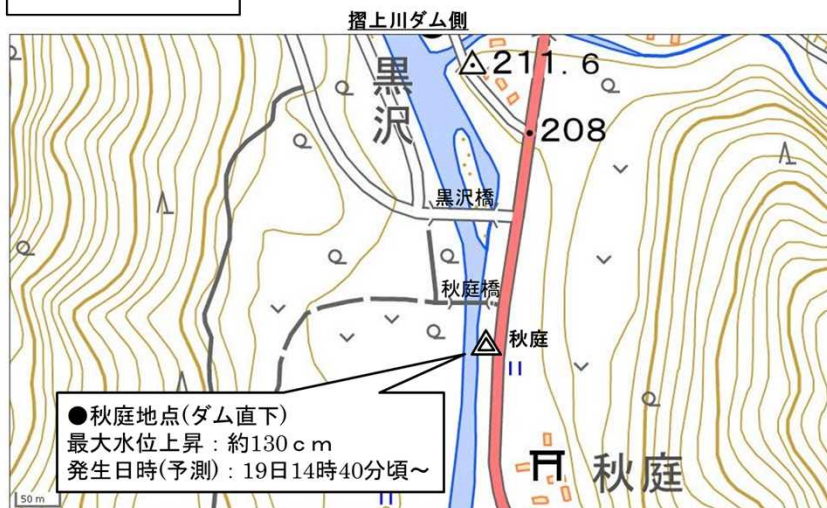 摺上川ダム側
211.6
黒沢
208
黒沢橋
秋庭橋
秋庭
●秋庭地点(ダム直下)
最大水位上昇：約130ｃｍ
発生日時(予測)：19日14時40分頃～
秋庭
50 m